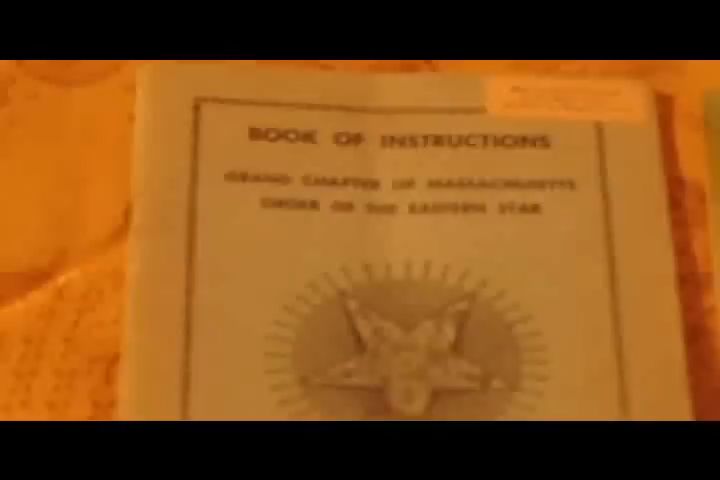 BOOK OF INSTRUCTIONS
GRAND CHAPTER OF MASSACHUSETTS
ORDER OF THE EASTERN STAR